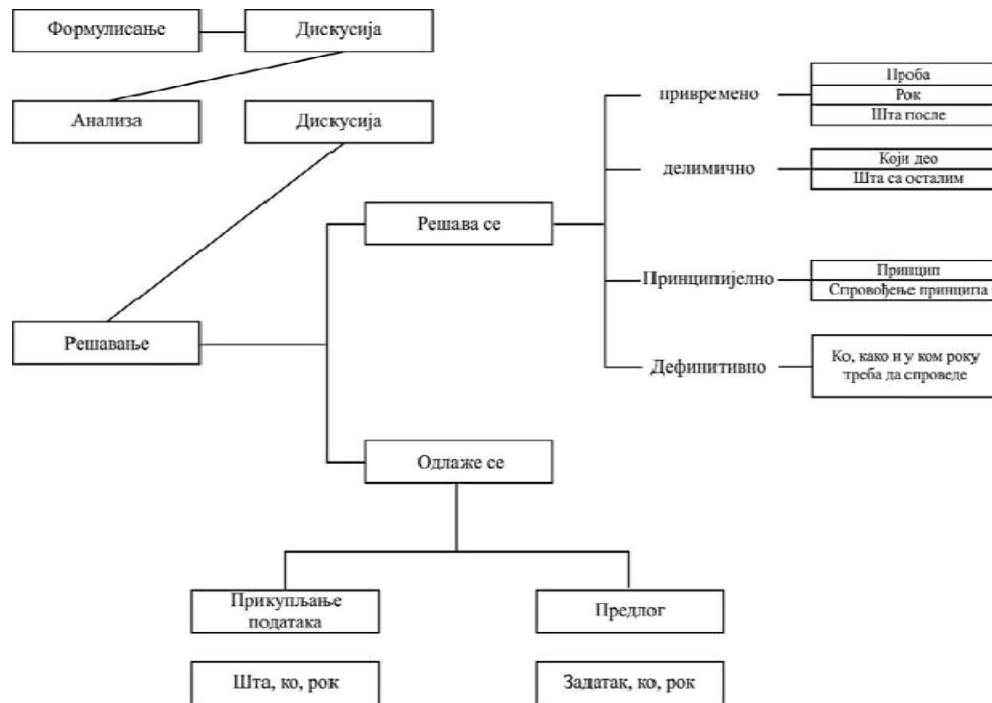 Формулисање
Дискусија
Анализа
Дискусија
Решавање
Решава се
привремено
Проба
Рок
Шта после
делимично
Који део
Шта са осталим
Принципијелно
Принцип
Спровођење принципа
Дефинитивно
Ко, како и у ком року
треба да спроведе
Одлаже се
Прикупљање
података
Шта, ко, рок
Предлог
Задатак, ко, рок